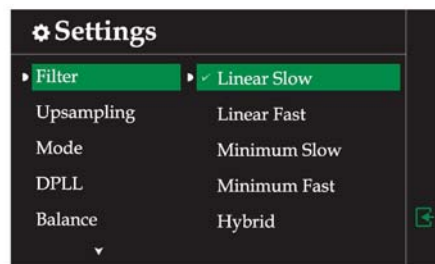 Settings
Filter
Linear Slow
Upsampling
Linear Fast
Mode
Minimum Slow
DPLL
Minimum Fast
Balance
Hybrid